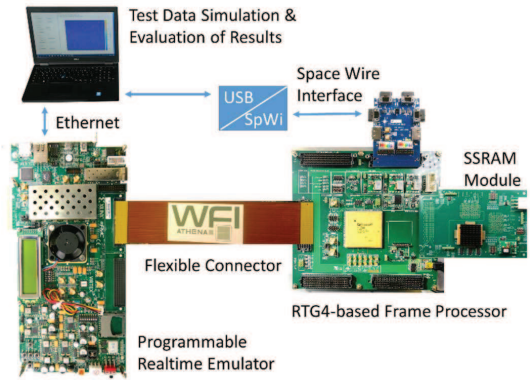 Test Data Simulation &
Evaluation of Results
USB
SpWi
Space Wire
Interface
Ethernet
SSRAM
Module
WFI
ATHENA
Flexible Connector
RTG4-based Frame Processor
Programmable
Realtime Emulator